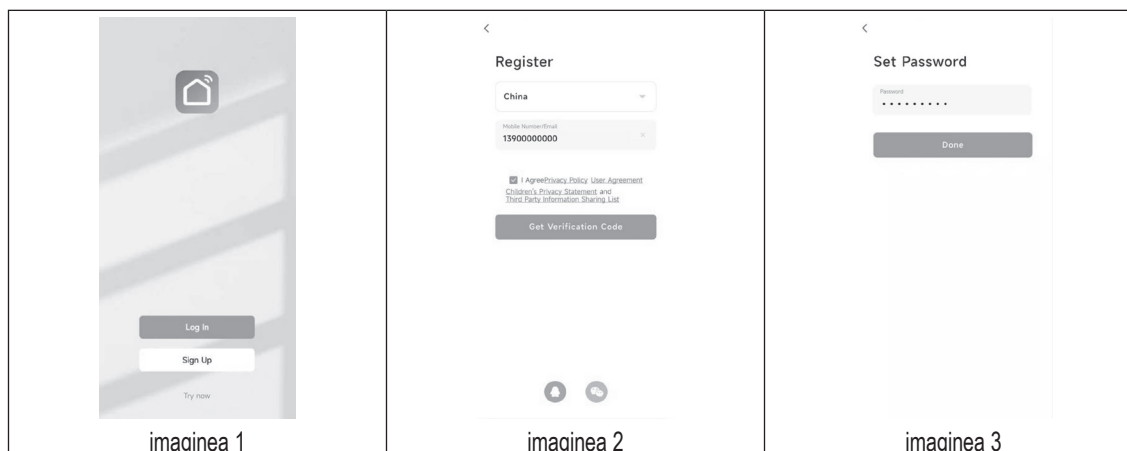 Log In
Sign Up
Try now
imaginea 1
Register
China
Mobile Number/Email
13900000000
I AgreePrivacy Policy User Agreement
Children's Privacy Statement and
Third Party Information Sharing List
Get Verification Code
imaginea 2
Set Password
Password
Done
imaginea 3